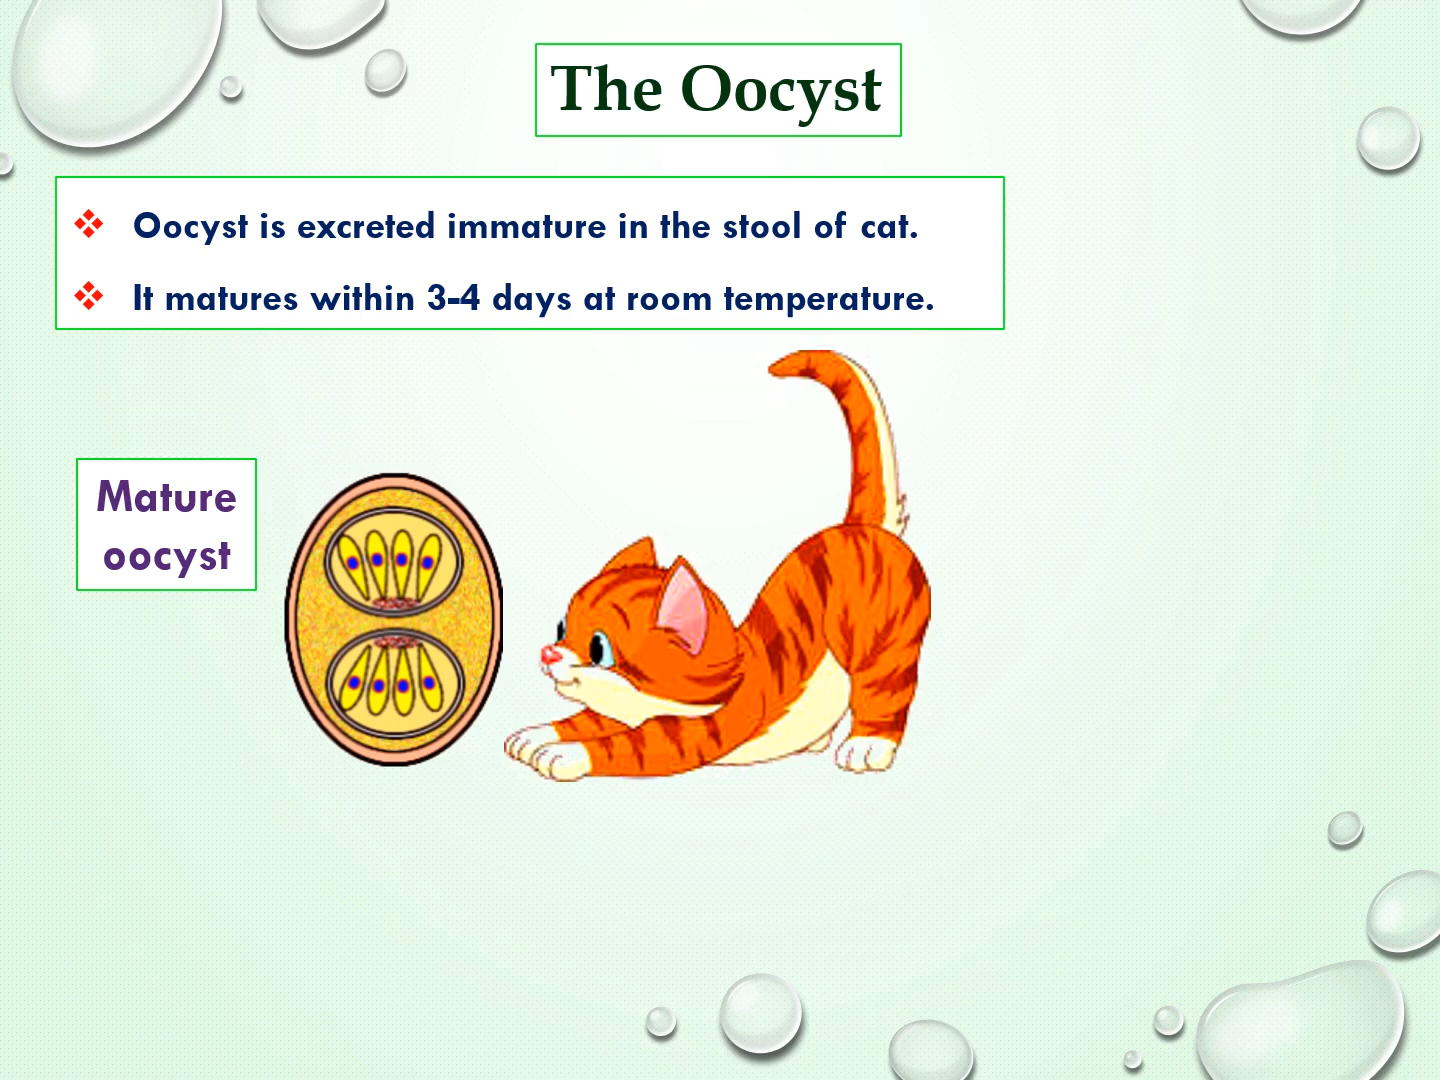 The Oocyst
❖ Oocyst is excreted immature in the stool of cat.
❖ It matures within 3-4 days at room temperature.
Mature
oocyst